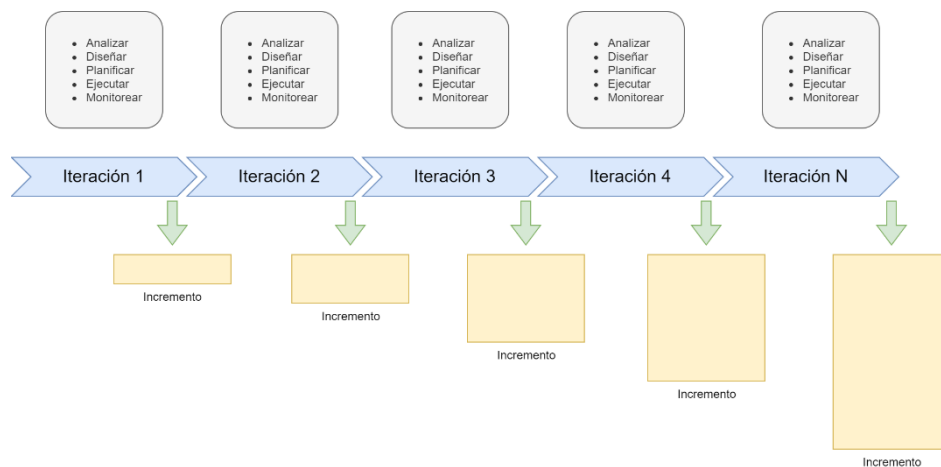 Analizar
Diseñar
Planificar
Ejecutar
Monitorear
Analizar
Diseñar
Planificar
Ejecutar
Monitorear
Analizar
Diseñar
Planificar
Ejecutar
Monitorear
Analizar
Diseñar
Planificar
Ejecutar
Monitorear
Analizar
Diseñar
Planificar
Ejecutar
Monitorear
Iteración 1
Iteración 2
Iteración 3
Iteración 4
Iteración N
Incremento
Incremento
Incremento
Incremento
Incremento